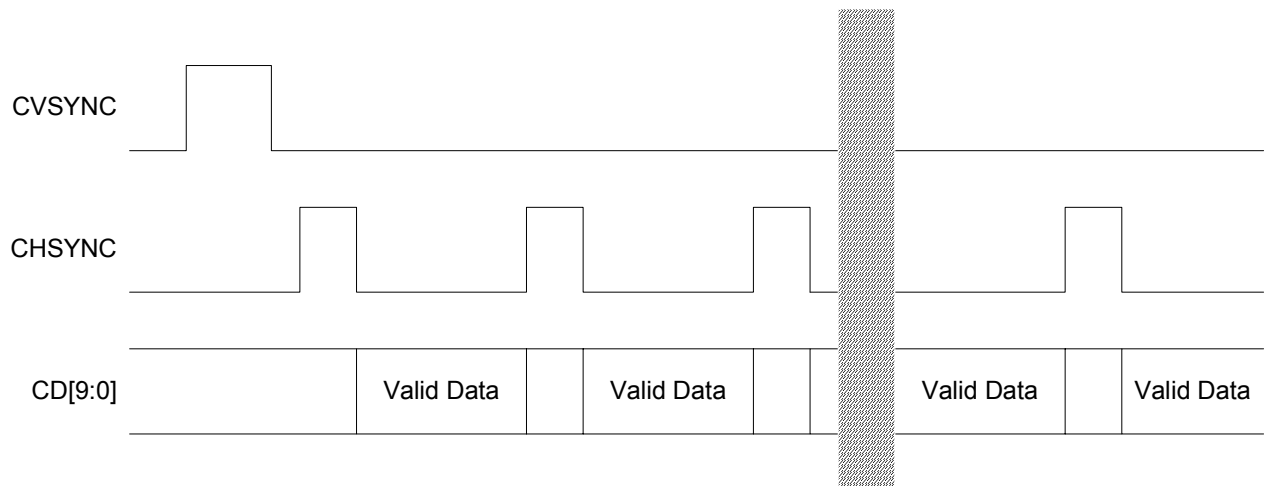 CVSYNC
CHSYNC
CD[9:0]
Valid Data
Valid Data
Valid Data
Valid Data